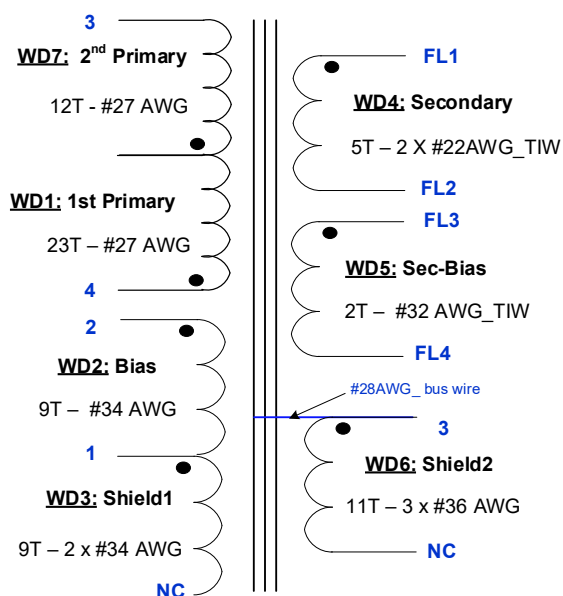 3
WD7: 2nd Primary
12T - #27 AWG
WD1: 1st Primary
23T – #27 AWG
4
2
WD2: Bias
9T – #34 AWG
1
WD3: Shield1
9T – 2 x #34 AWG
NC
FL1
WD4: Secondary
5T – 2 X #22AWG_TIW
FL2
FL3
WD5: Sec-Bias
2T – #32 AWG_TIW
FL4
#28AWG_ bus wire
3
WD6: Shield2
11T – 3 x #36 AWG
NC